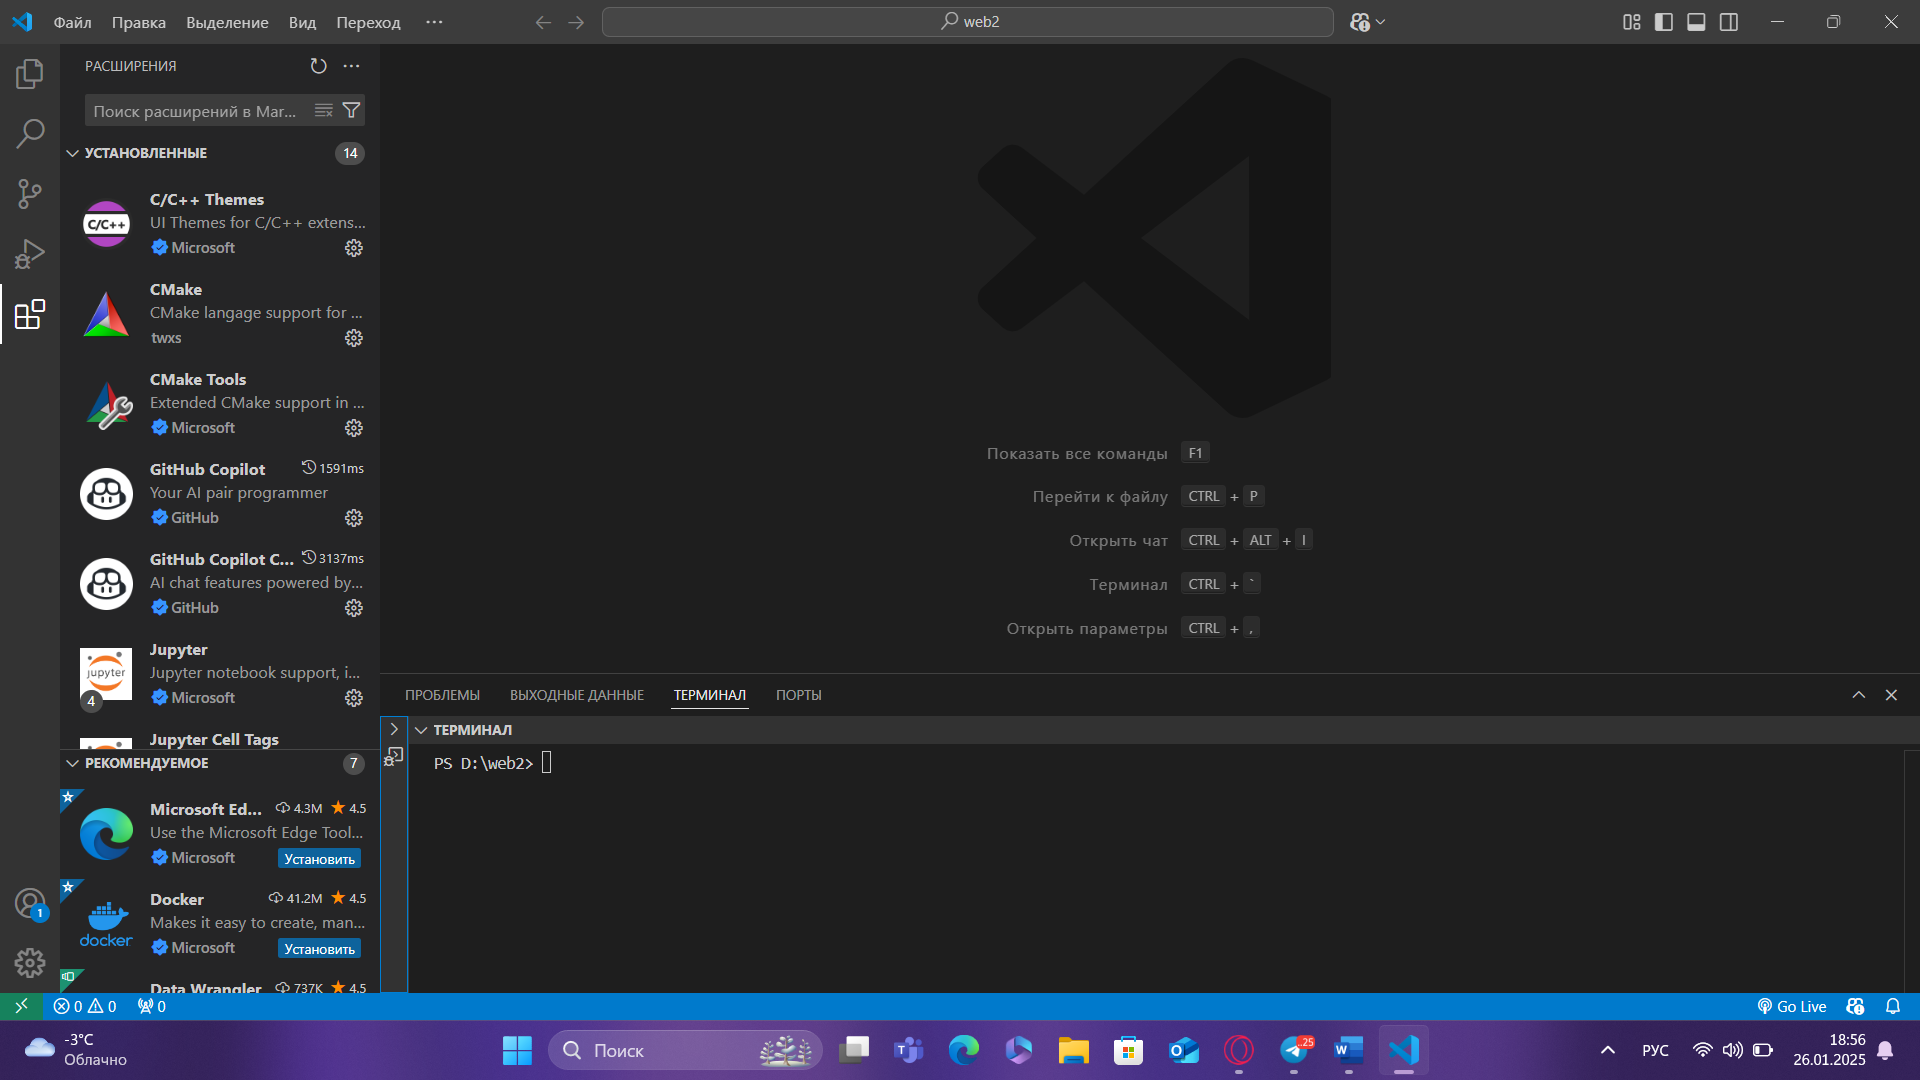 Файл Правка Выделение Вид Переход ···
web2
РАСШИРЕНИЯ
Поиск расширений в Mar...
УСТАНОВЛЕННЫЕ 14
C/C++
C/C++ Themes
UI Themes for C/C++ extens...
Microsoft
CMake
CMake langage support for ...
twxs
CMake Tools
Extended CMake support in ...
Microsoft
GitHub Copilot 1591ms
Your AI pair programmer
GitHub
GitHub Copilot C... 3137ms
AI chat features powered by...
GitHub
jupyter
4
Jupyter
Jupyter notebook support, i...
Microsoft
Jupyter Cell Tags
РЕКОМЕНДУЕМОЕ 7
Microsoft Ed... 4.3M 4.5
Use the Microsoft Edge Tool...
Microsoft Установить
docker
Docker 41.2M 4.5
Makes it easy to create, man...
Microsoft Установить
Data Wrangler 737K 4.5
1
Показать все команды F1
Перейти к файлу CTRL + P
Открыть чат CTRL + ALT + I
Терминал CTRL + `
Открыть параметры CTRL + ,
ПРОБЛЕМЫ ВЫХОДНЫЕ ДАННЫЕ ТЕРМИНАЛ ПОРТЫ
ТЕРМИНАЛ
PS D:\web2>
0 0 0
Go Live
-3°C
Облачно
Поиск
25
РУС
18:56
26.01.2025